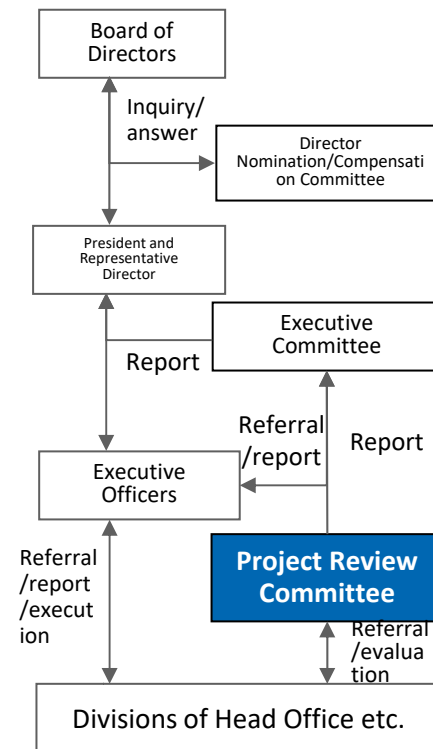 Board of
Directors
Inquiry/
answer
Director
Nomination/Compensati
on Committee
President and
Representative
Director
Executive
Committee
Report
Referral
/report
Report
Executive
Officers
Referral
/report
/execut
ion
Project Review
Committee
Referral
/evalua
tion
Divisions of Head Office etc.